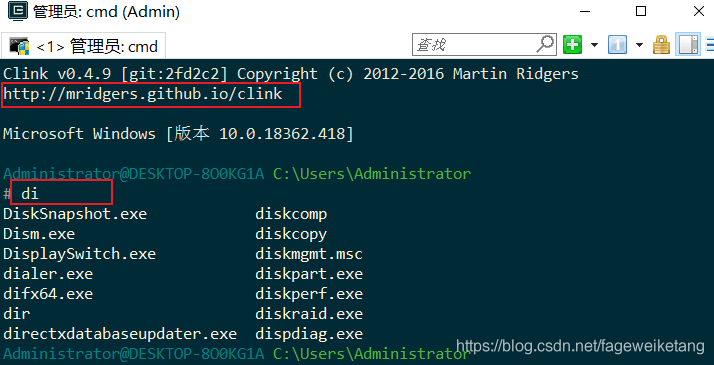 管理员: cmd (Admin)
<1> 管理员: cmd
查找
Clink v0.4.9 [git:2fd2c2] Copyright (c) 2012-2016 Martin Ridgers
http://mridgers.github.io/clink
Microsoft Windows [版本 10.0.18362.418]
Administrator@DESKTOP-8O0KG1A C:\Users\Administrator
# di
DiskSnapshot.exe diskcomp
Dism.exe diskcopy
DisplaySwitch.exe diskmgmt.msc
dialer.exe diskpart.exe
difx64.exe diskperf.exe
dir diskraid.exe
directxdatabaseupdater.exe dispdiag.exe
Administrator@DESKTOP-8O0KG1A C:\Users\Administrator
https://blog.csdn.net/fageweiketang